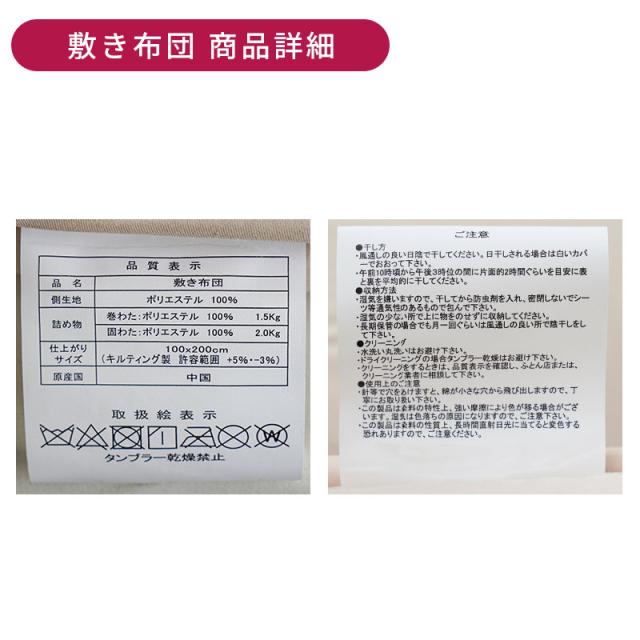 敷き布団 商品詳細
品質表示
品名 敷き布団
側生地 ポリエステル 100%
詰め物 巻わた:ポリエステル 100% 1.5Kg
固わた:ポリエステル 100% 2.0Kg
仕上がりサイズ 100×200cm
(キルティング製 許容範囲 +5%・-3%)
原産国 中国
取扱絵表示
タンブラー乾燥禁止
ご注意
●干し方
・風通しの良い日陰で干してください。日干しされる場合は白いカバ
ーでおおって下さい。
・午前10時頃から午後3時位の間に片面約2時間ぐらいを目安に表
と裏を平均的に干してください。
●収納方法
・湿気を嫌いますので、干してから防虫剤を入れ、密閉しないでシー
ツ等通気性のあるもので包んで下さい。
・湿気の少ない所で上に物をのせずに収納してください。
・長期保管の場合でも月一回ぐらいは風通しの良い所で陰干しをし
て下さい。
●クリーニング
・水洗い丸洗いはお避け下さい。
・ドライクリーニングの場合タンブラー乾燥はお避け下さい。
・クリーニングをするときは、品質表示を確認し、ふとん店または、
クリーニング業者に相談して下さい。
●使用上のご注意
・針等で穴をあけますと、綿が小さな穴から飛び出しますので、丁
寧にお取り扱い下さい。
・この製品は染料の特性上、強い摩擦により色が移る場合がござ
います。湿気は色落ちの原因になりますので、ご注意下さい。
・この製品は染料の性質上、長時間直射日光に当てると変色する
恐れありますので、ご注意ください。